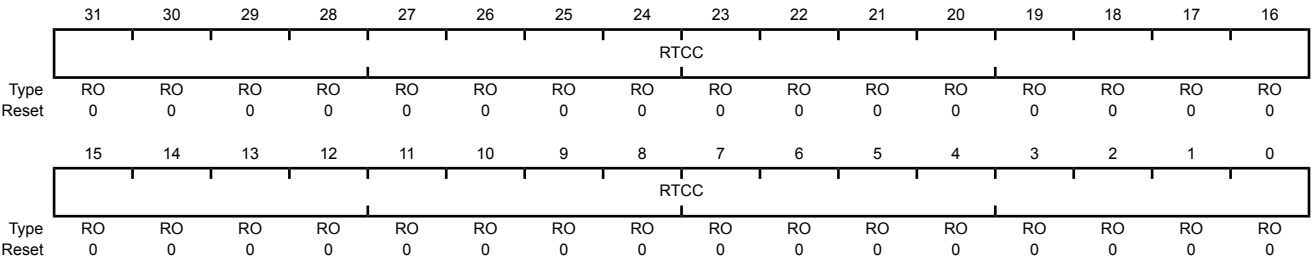 31 30 29 28 27 26 25 24 23 22 21 20 19 18 17 16
RTCC
Type RO RO RO RO RO RO RO RO RO RO RO RO RO RO RO RO
Reset 0 0 0 0 0 0 0 0 0 0 0 0 0 0 0 0
15 14 13 12 11 10 9 8 7 6 5 4 3 2 1 0
RTCC
Type RO RO RO RO RO RO RO RO RO RO RO RO RO RO RO RO
Reset 0 0 0 0 0 0 0 0 0 0 0 0 0 0 0 0